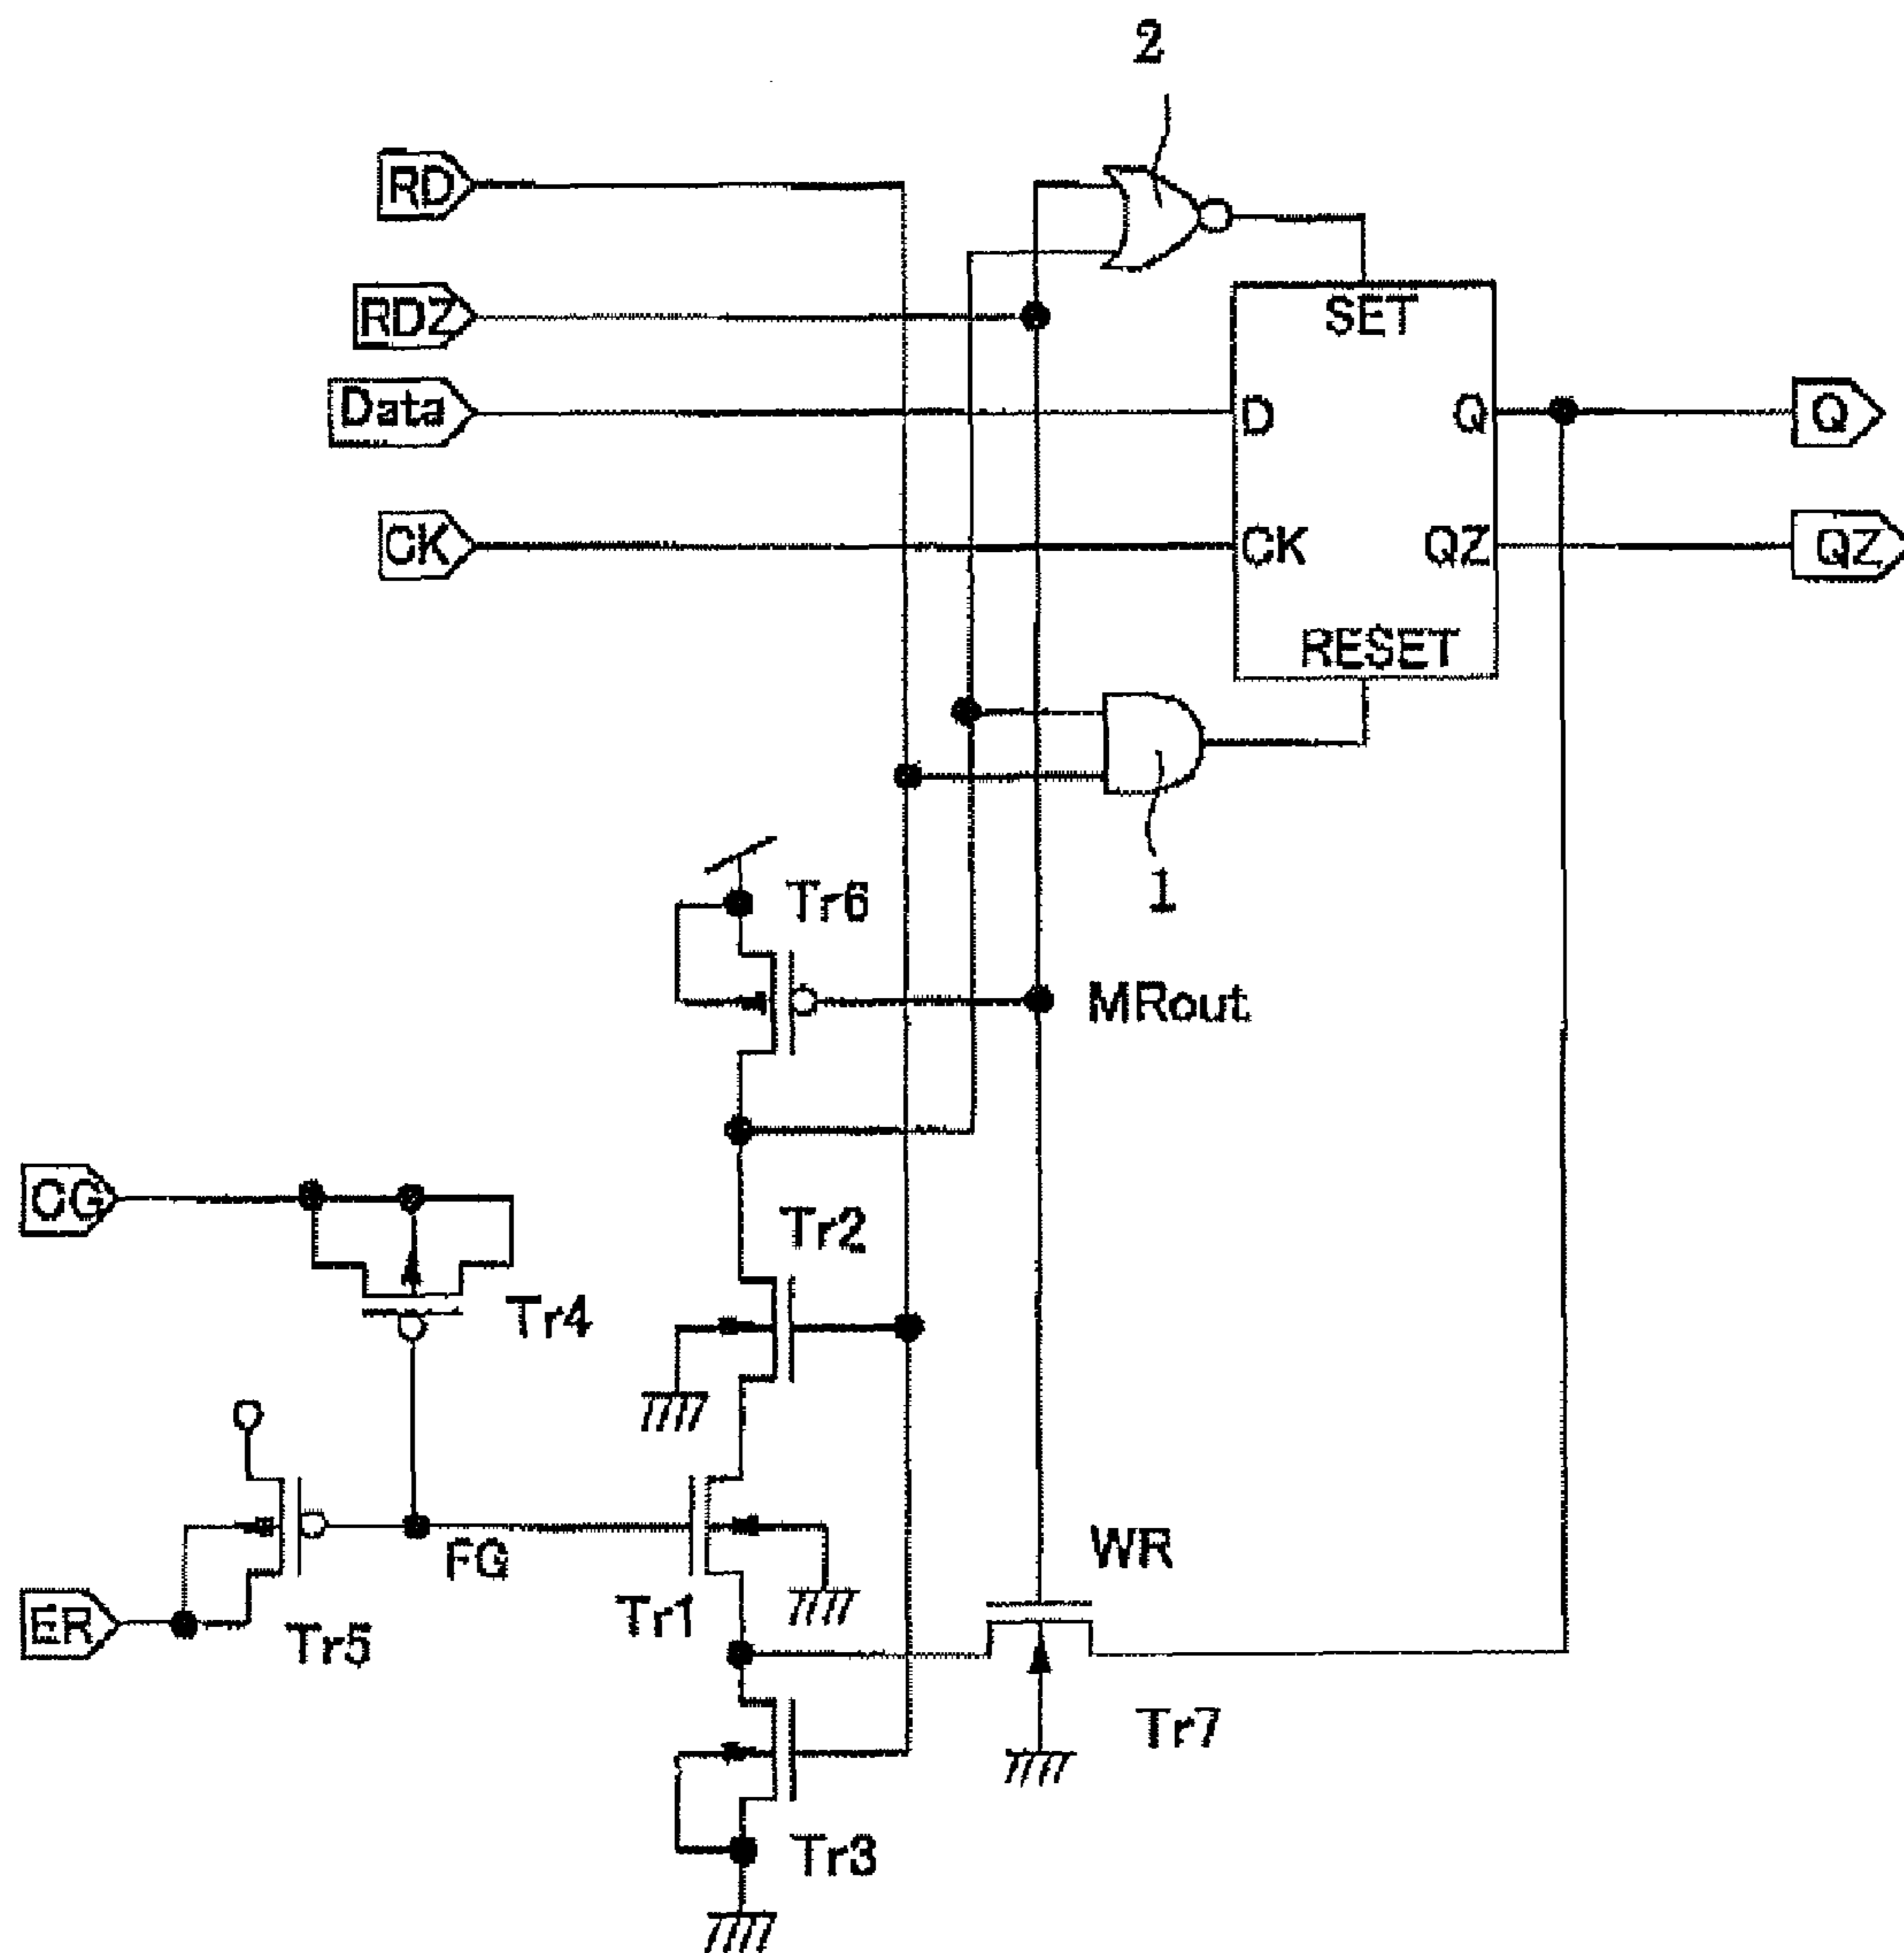 2
RD
RDZ
SET
Data
D
Q
Q
CK
CK
QZ
QZ
RESET
1
Tr6
MRout
CG
Tr2
Tr4
FG
WR
ER
Tr5
Tr1
Tr7
Tr3